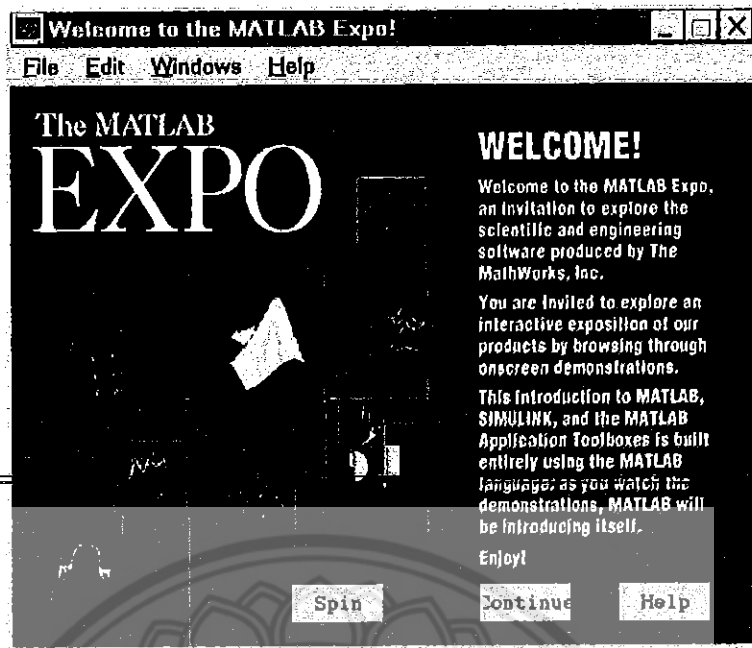 Welcome to the MATLAB Expo!
File Edit Windows Help
The MATLAB
EXPO
WELCOME!
Welcome to the MATLAB Expo,
an invitation to explore the
scientific and engineering
software produced by The
MathWorks, Inc.
You are invited to explore an
interactive exposition of our
products by browsing through
onscreen demonstrations.
This introduction to MATLAB,
SIMULINK, and the MATLAB
Application Toolboxes is built
entirely using the MATLAB
language; as you watch the
demonstrations, MATLAB will
be introducing itself.
Enjoy!
Spin
Continue
Help